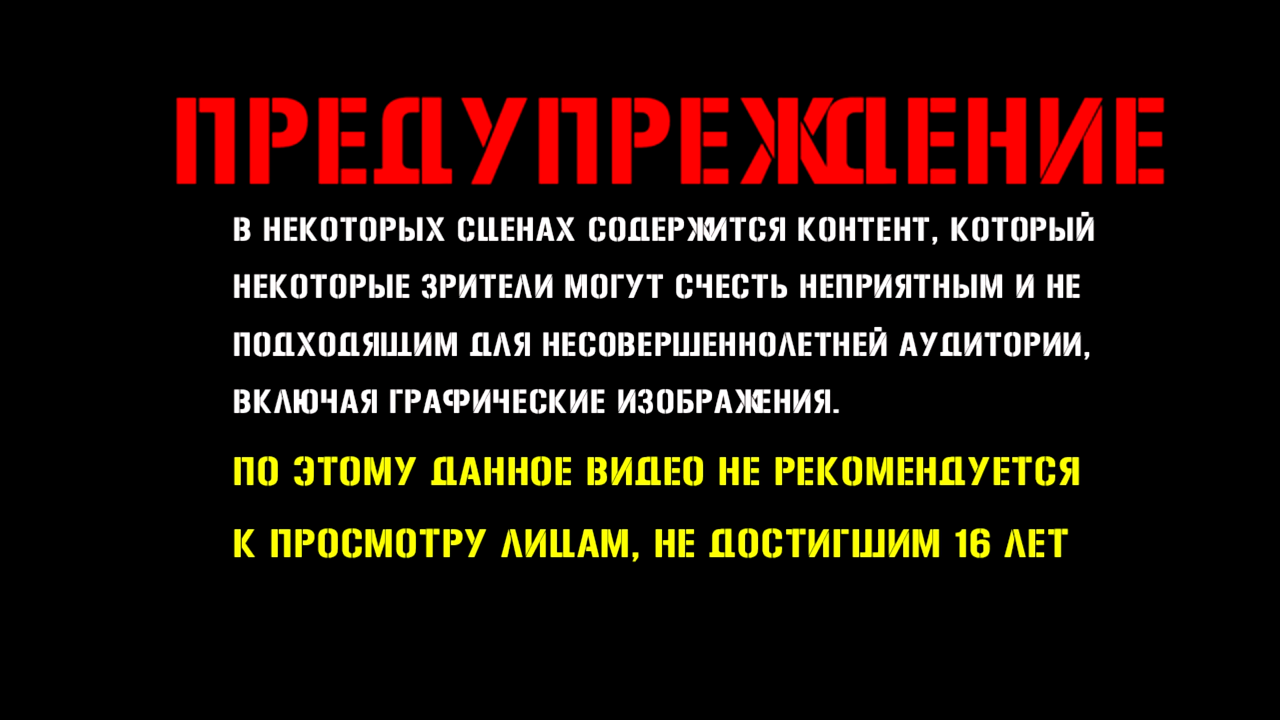 ПРЕДУПРЕЖДЕНИЕ
В НЕКОТОРЫХ СЦЕНАХ СОДЕРЖИТСЯ КОНТЕНТ, КОТОРЫЙ
НЕКОТОРЫЕ ЗРИТЕЛИ МОГУТ СЧЕСТЬ НЕПРИЯТНЫМ И НЕ
ПОДХОДЯЩИМ ДЛЯ НЕСОВЕРШЕННОЛЕТНЕЙ АУДИТОРИИ,
ВКЛЮЧАЯ ГРАФИЧЕСКИЕ ИЗОБРАЖЕНИЯ.
ПО ЭТОМУ ДАННОЕ ВИДЕО НЕ РЕКОМЕНДУЕТСЯ
К ПРОСМОТРУ ЛИЦАМ, НЕ ДОСТИГШИМ 16 ЛЕТ